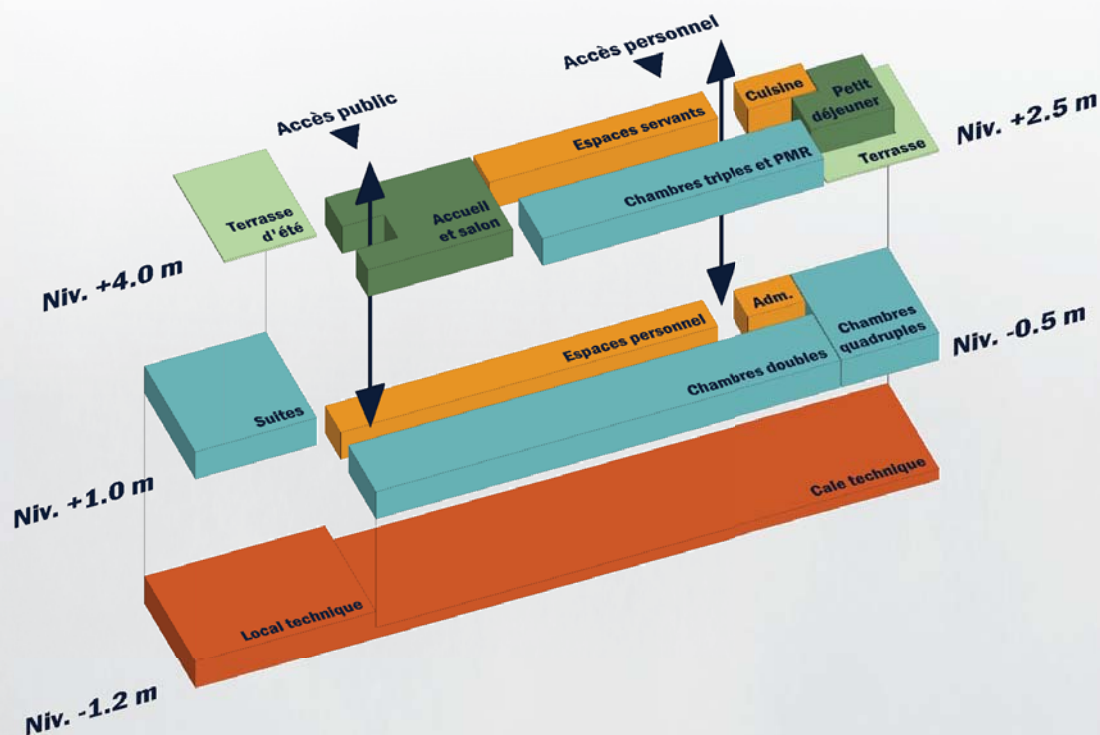 Accès personnel
Accès public
Cuisine
Petit
déjeuner
Espaces servants
Niv. +2.5 m
Terrasse
Chambres triples et PMR
Accueil
et salon
Terrasse
d'été
Niv. +4.0 m
Adm.
Espaces personnel
Chambres
quadruples
Niv. -0.5 m
Chambres doubles
Suites
Niv. +1.0 m
Cale technique
Local technique
Niv. -1.2 m